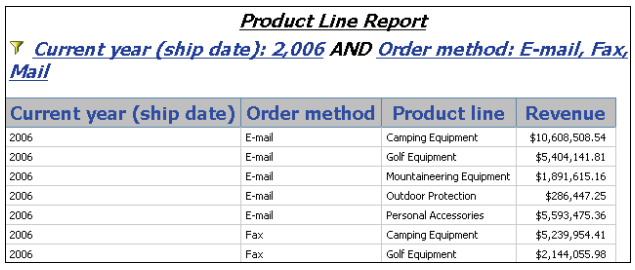 Product Line Report
Current year (ship date): 2,006 AND Order method: E-mail, Fax,
Mail
Current year (ship date) Order method Product line Revenue
2006 E-mail Camping Equipment $10,608,508.54
2006 E-mail Golf Equipment $5,404,141.81
2006 E-mail Mountaineering Equipment $1,891,615.16
2006 E-mail Outdoor Protection $286,447.25
2006 E-mail Personal Accessories $5,593,475.36
2006 Fax Camping Equipment $5,239,954.41
2006 Fax Golf Equipment $2,144,055.98